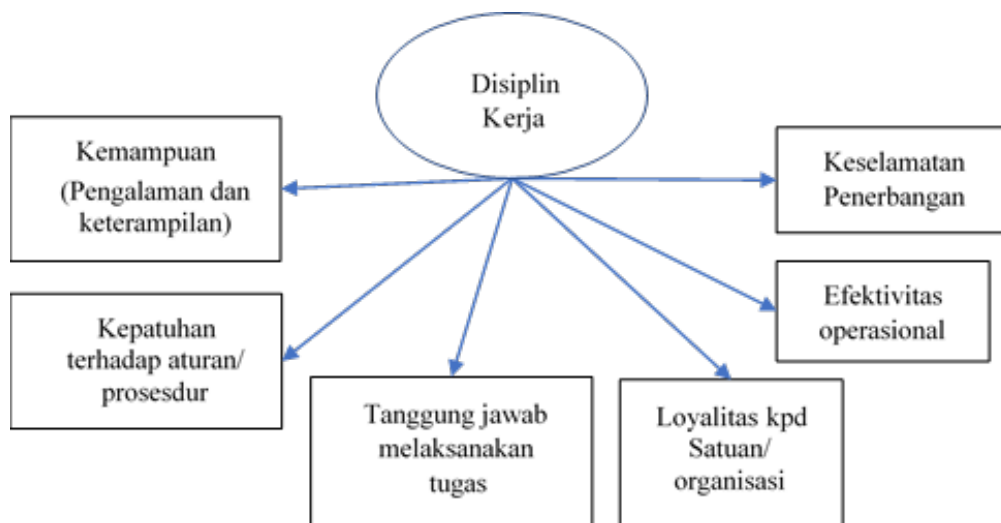 Disiplin
Kerja
Kemampuan
(Pengalaman dan
keterampilan)
Keselamatan
Penerbangan
Kepatuhan
terhadap aturan/
prosesdur
Efektivitas
operasional
Tanggung jawab
melaksanakan
tugas
Loyalitas kpd
Satuan/
organisasi